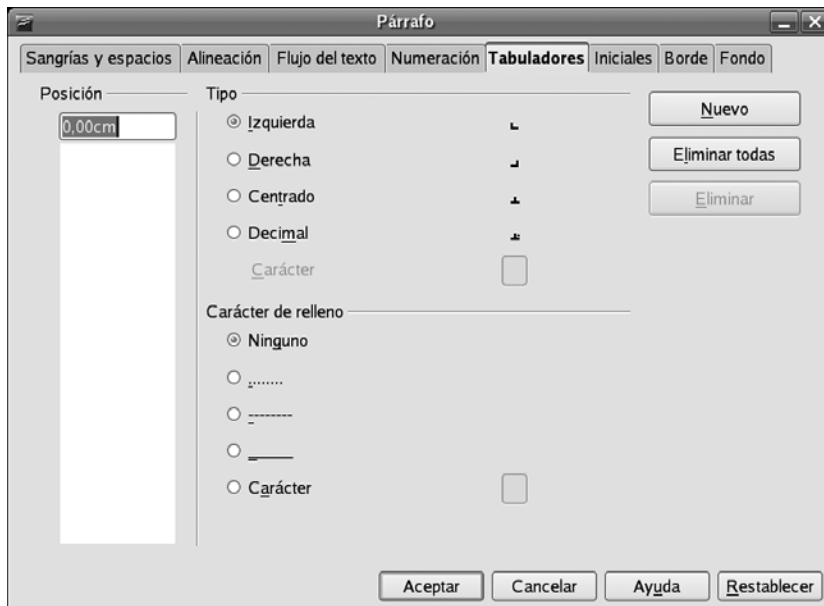 Párrafo
Sangrías y espacios Alineación Flujo del texto Numeración Tabuladores Iniciales Borde Fondo
Posición
0,00cm
Tipo
Izquierda
Derecha
Centrado
Decimal
Carácter
Carácter de relleno
Ninguno
........
--------
______
Carácter
Nuevo
Eliminar todas
Eliminar
Aceptar Cancelar Ayuda Restablecer